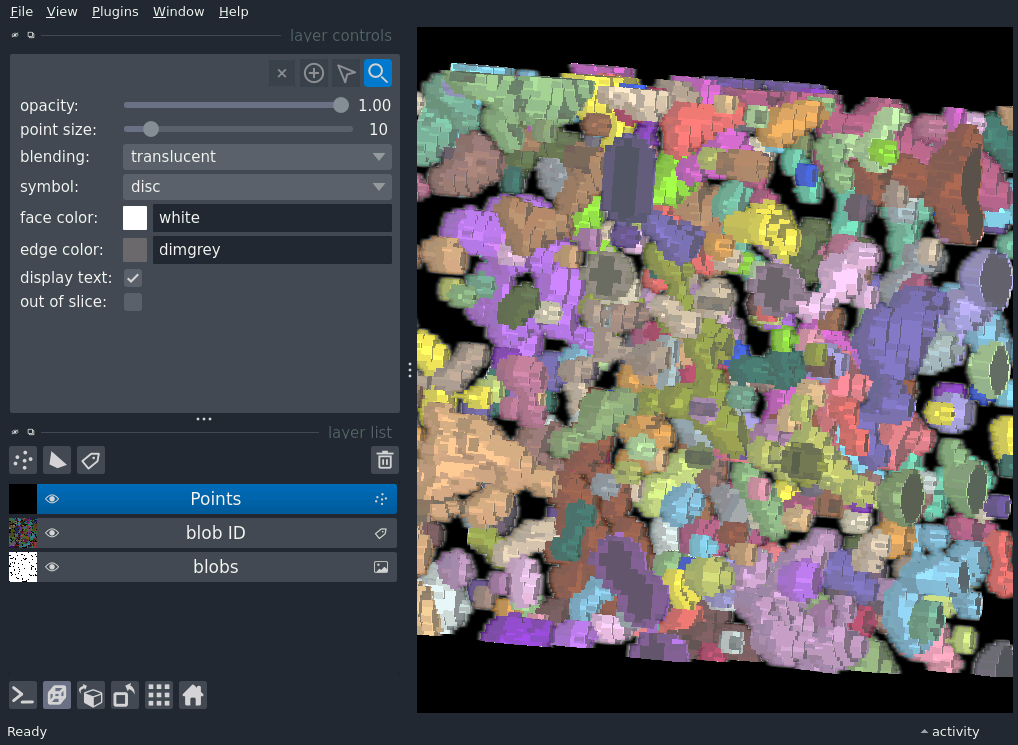 File View Plugins Window Help
layer controls
opacity: 1.00
point size: 10
blending: translucent
symbol: disc
face color: white
edge color: dimgrey
display text:
out of slice:
layer list
Points
blob ID
blobs
Ready
activity